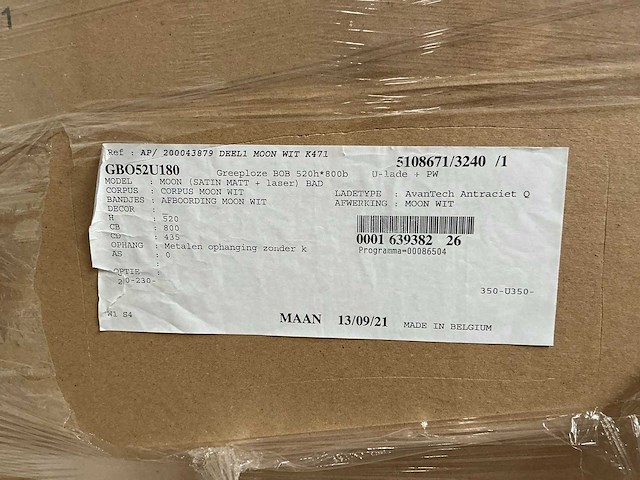 1
Ref : AP/ 200043879 DEEL1 MOON WIT K471
5108671/3240 /1
GBO52U180 Greeploze BOB 520h*800b U-lade + PW
MODEL : MOON (SATIN MATT + laser) BAD
CORPUS : CORPUS MOON WIT LADETYPE : AvanTech Antraciet Q
BANDJES : AFBOORDING MOON WIT AFWERKING : MOON WIT
DECOR :
H : 520
CB : 800
CD : 435
0001 639382 26
OPHANG : Metalen ophanging zonder k Programma=00086504
AS : 0
:
OPTIE :
20-230-
350-U350-
W1 S4 MAAN 13/09/21 MADE IN BELGIUM